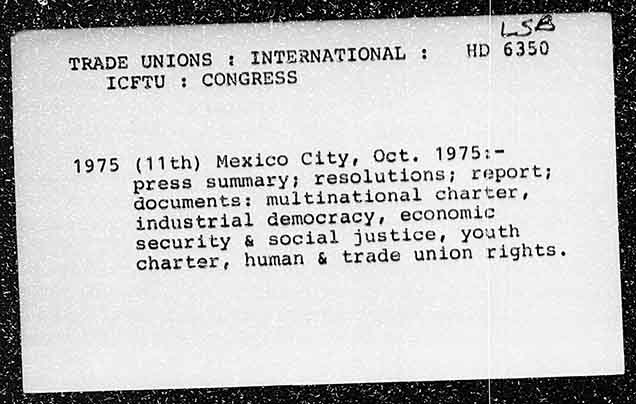 LSB
TRADE UNIONS : INTERNATIONAL : HD 6350
ICFTU : CONGRESS
1975 (11th) Mexico City, Oct. 1975:-
press summary; resolutions; report;
documents: multinational charter,
industrial democracy, economic
security & social justice, youth
charter, human & trade union rights.